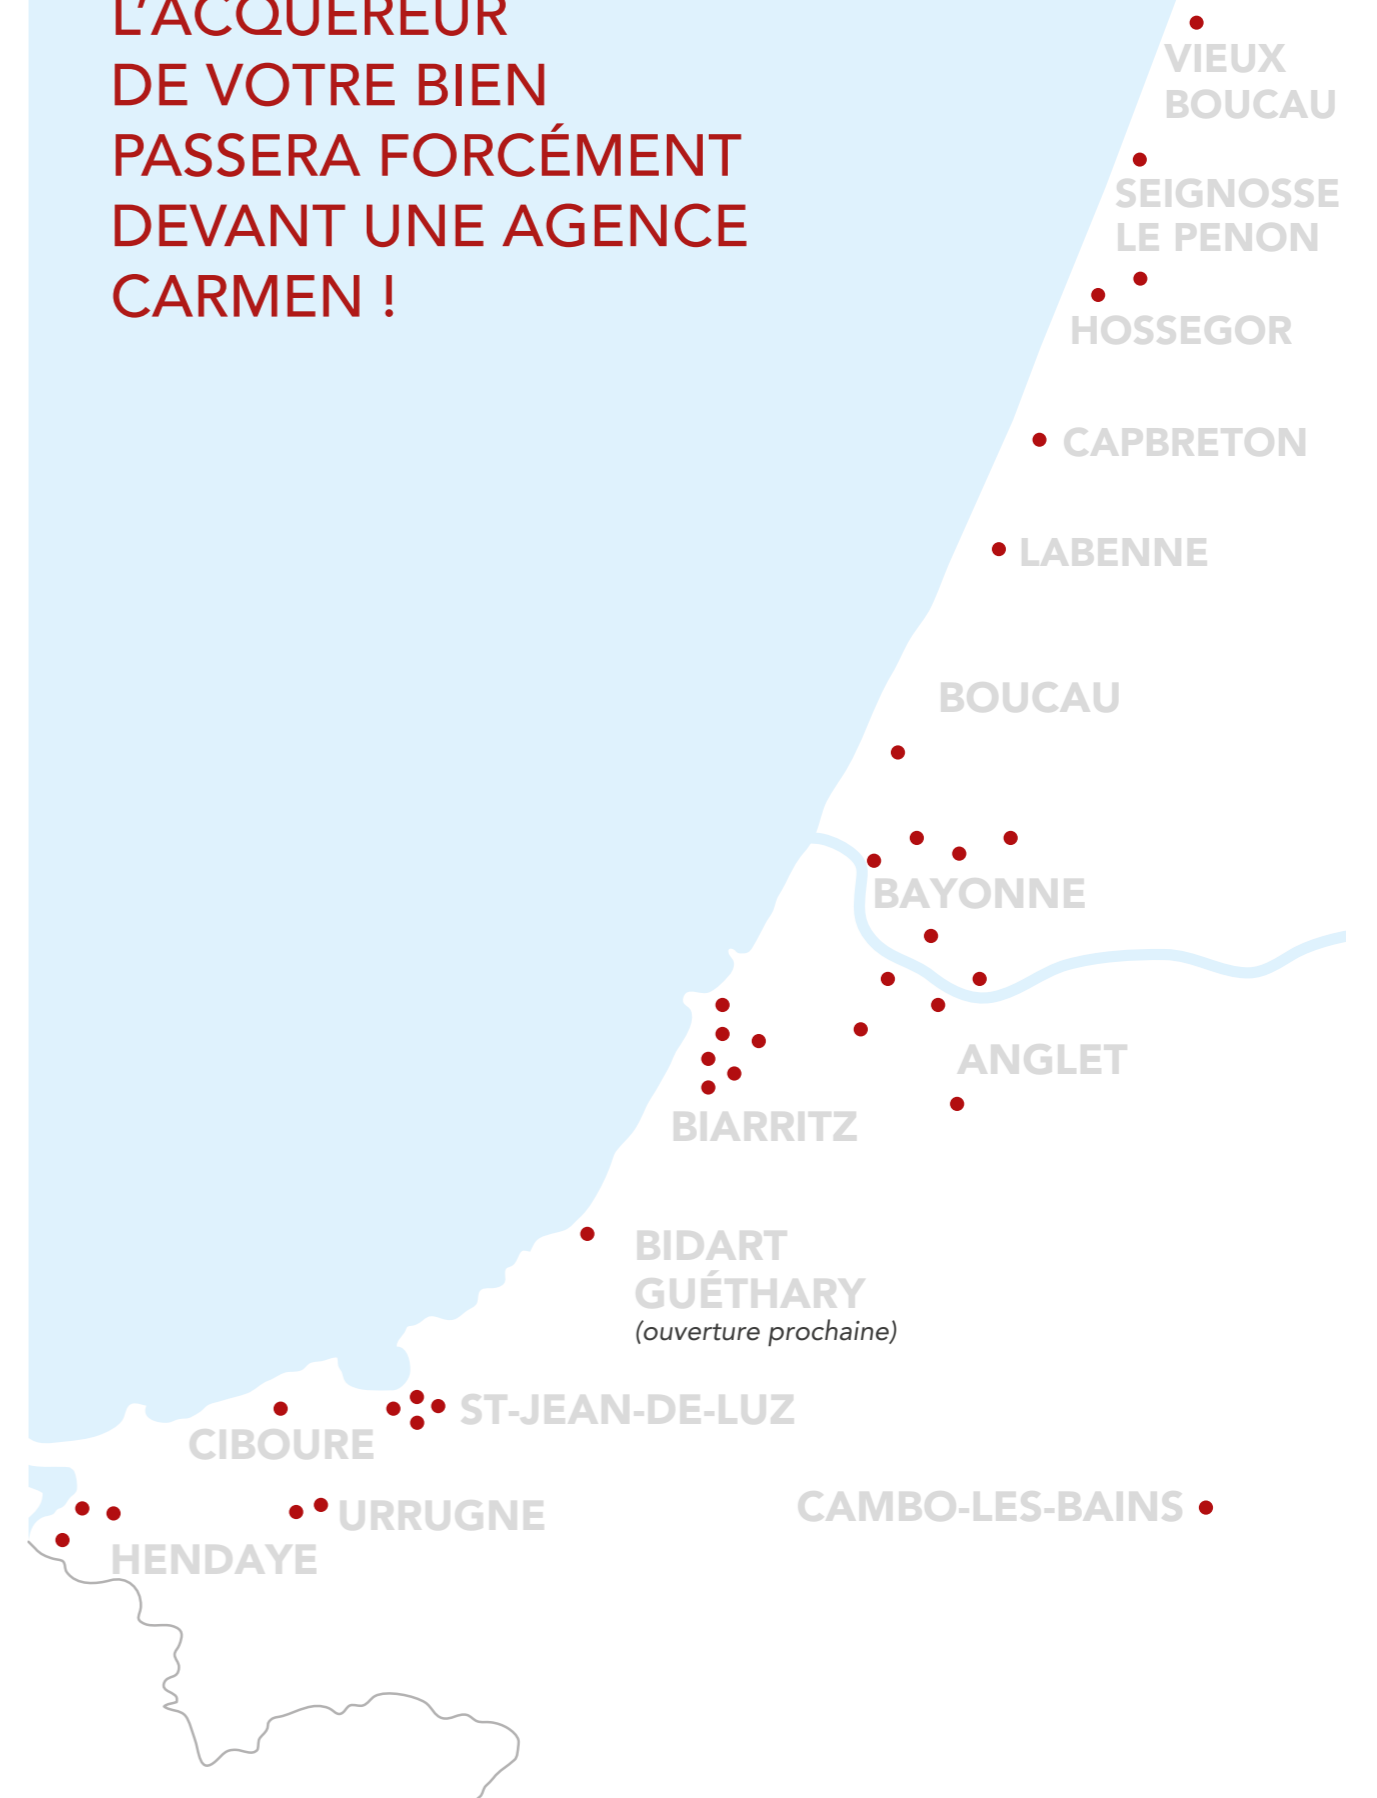 L'ACQUÉREUR
DE VOTRE BIEN
PASSERA FORCÉMENT
DEVANT UNE AGENCE
CARMEN !
VIEUX
BOUCAU
SEIGNOSSE
LE PENON
HOSSEGOR
CAPBRETON
LABENNE
BOUCAU
BAYONNE
ANGLET
BIARRITZ
BIDART
GUÉTHARY
(ouverture prochaine)
ST-JEAN-DE-LUZ
CIBOURE
URRUGNE
CAMBO-LES-BAINS
HENDAYE